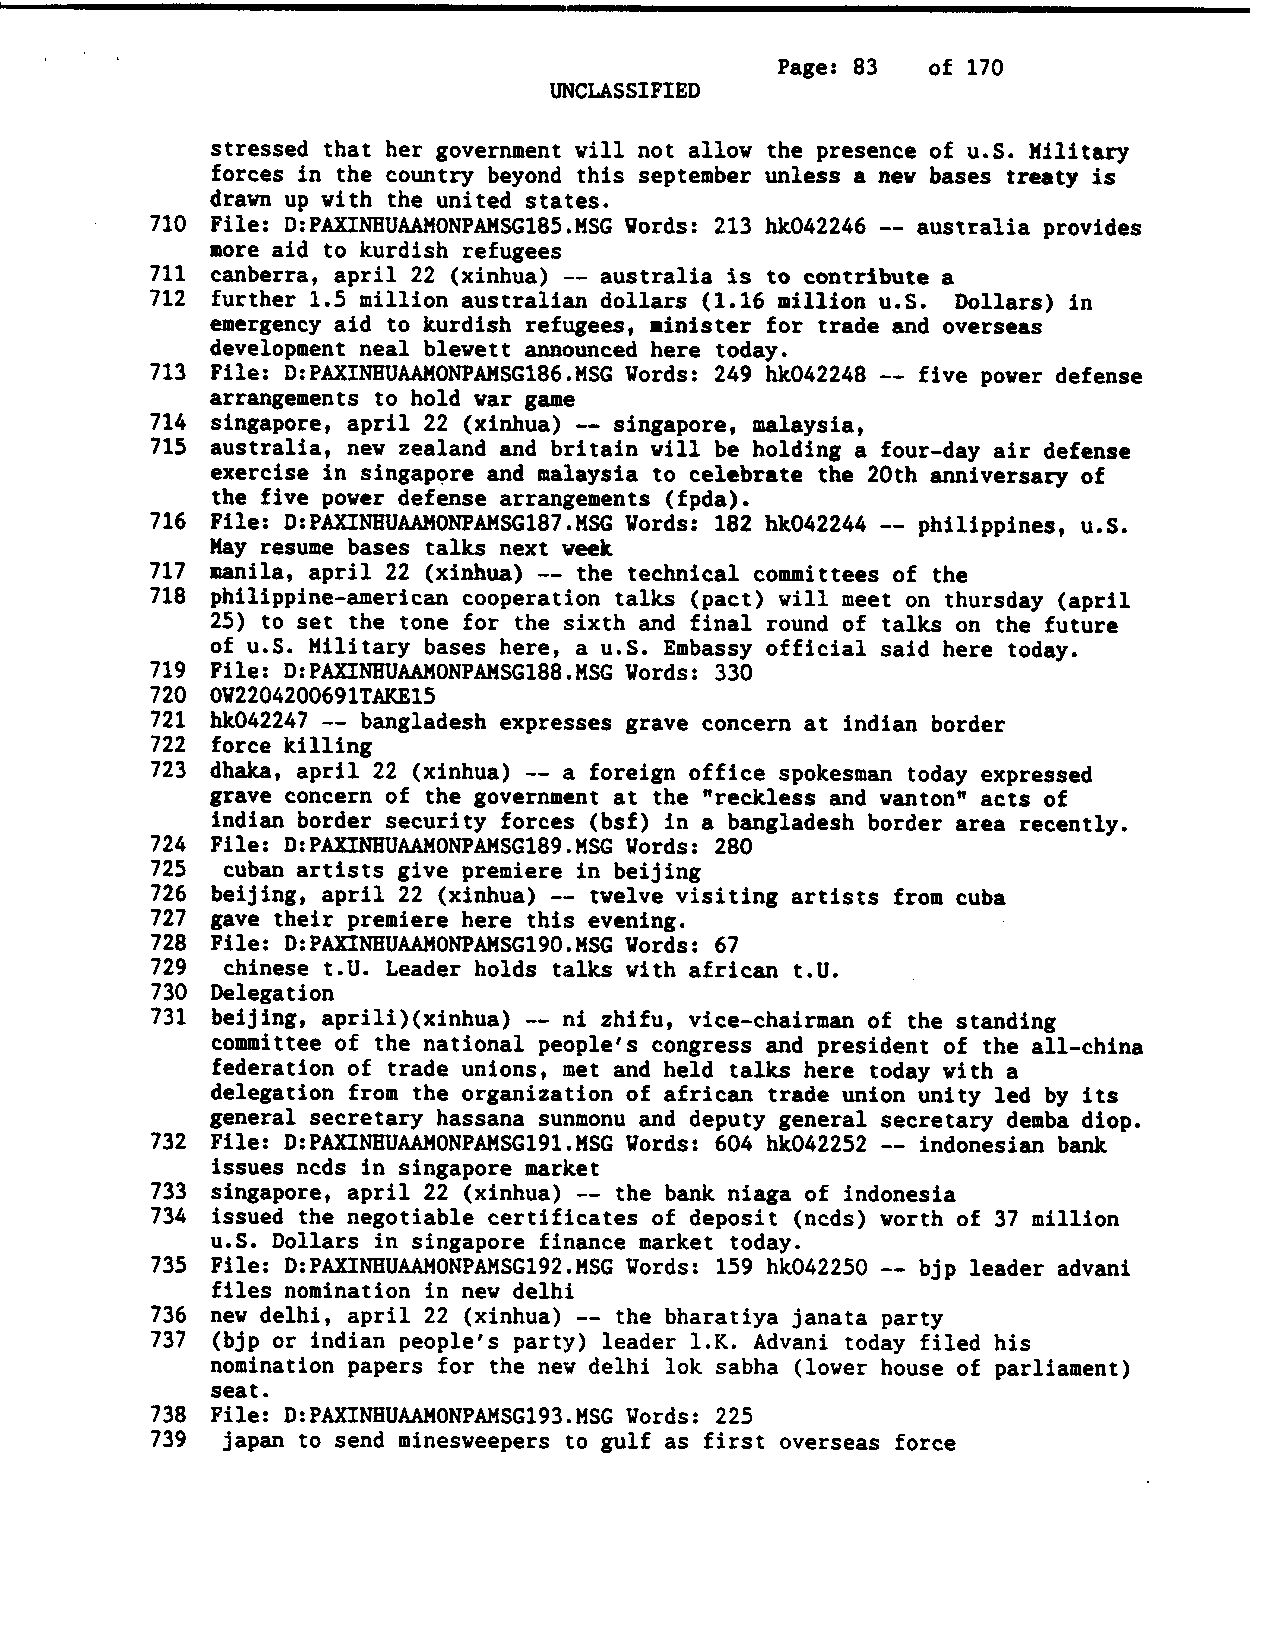 Page: 83 of 170
UNCLASSIFIED
stressed that her government will not allow the presence of u.S. Military
forces in the country beyond this september unless a new bases treaty is
drawn up with the united states.
710 File: D:PAXINHUAAMONPAMSG185.MSG Words: 213 hk042246 -- australia provides
more aid to kurdish refugees
711 canberra, april 22 (xinhua) -- australia is to contribute a
712 further 1.5 million australian dollars (1.16 million u.S. Dollars) in
emergency aid to kurdish refugees, minister for trade and overseas
development neal blewett announced here today.
713 File: D:PAXINHUAAMONPAMSG186.MSG Words: 249 hk042248 -- five power defense
arrangements to hold war game
714 singapore, april 22 (xinhua) -- singapore, malaysia,
715 australia, new zealand and britain will be holding a four-day air defense
exercise in singapore and malaysia to celebrate the 20th anniversary of
the five power defense arrangements (fpda).
716 File: D:PAXINHUAAMONPAMSG187.MSG Words: 182 hk042244 -- philippines, u.S.
May resume bases talks next week
717 manila, april 22 (xinhua) -- the technical committees of the
718 philippine-american cooperation talks (pact) will meet on thursday (april
25) to set the tone for the sixth and final round of talks on the future
of u.S. Military bases here, a u.S. Embassy official said here today.
719 File: D:PAXINHUAAMONPAMSG188.MSG Words: 330
720 OW2204200691TAKE15
721 hk042247 -- bangladesh expresses grave concern at indian border
722 force killing
723 dhaka, april 22 (xinhua) -- a foreign office spokesman today expressed
grave concern of the government at the "reckless and wanton" acts of
indian border security forces (bsf) in a bangladesh border area recently.
724 File: D:PAXINHUAAMONPAMSG189.MSG Words: 280
725 cuban artists give premiere in beijing
726 beijing, april 22 (xinhua) -- twelve visiting artists from cuba
727 gave their premiere here this evening.
728 File: D:PAXINHUAAMONPAMSG190.MSG Words: 67
729 chinese t.U. Leader holds talks with african t.U.
730 Delegation
731 beijing, aprili)(xinhua) -- ni zhifu, vice-chairman of the standing
committee of the national people's congress and president of the all-china
federation of trade unions, met and held talks here today with a
delegation from the organization of african trade union unity led by its
general secretary hassana sunmonu and deputy general secretary demba diop.
732 File: D:PAXINHUAAMONPAMSG191.MSG Words: 604 hk042252 -- indonesian bank
issues ncds in singapore market
733 singapore, april 22 (xinhua) -- the bank niaga of indonesia
734 issued the negotiable certificates of deposit (ncds) worth of 37 million
u.S. Dollars in singapore finance market today.
735 File: D:PAXINHUAAMONPAMSG192.MSG Words: 159 hk042250 -- bjp leader advani
files nomination in new delhi
736 new delhi, april 22 (xinhua) -- the bharatiya janata party
737 (bjp or indian people's party) leader l.K. Advani today filed his
nomination papers for the new delhi lok sabha (lower house of parliament)
seat.
738 File: D:PAXINHUAAMONPAMSG193.MSG Words: 225
739 japan to send minesweepers to gulf as first overseas force